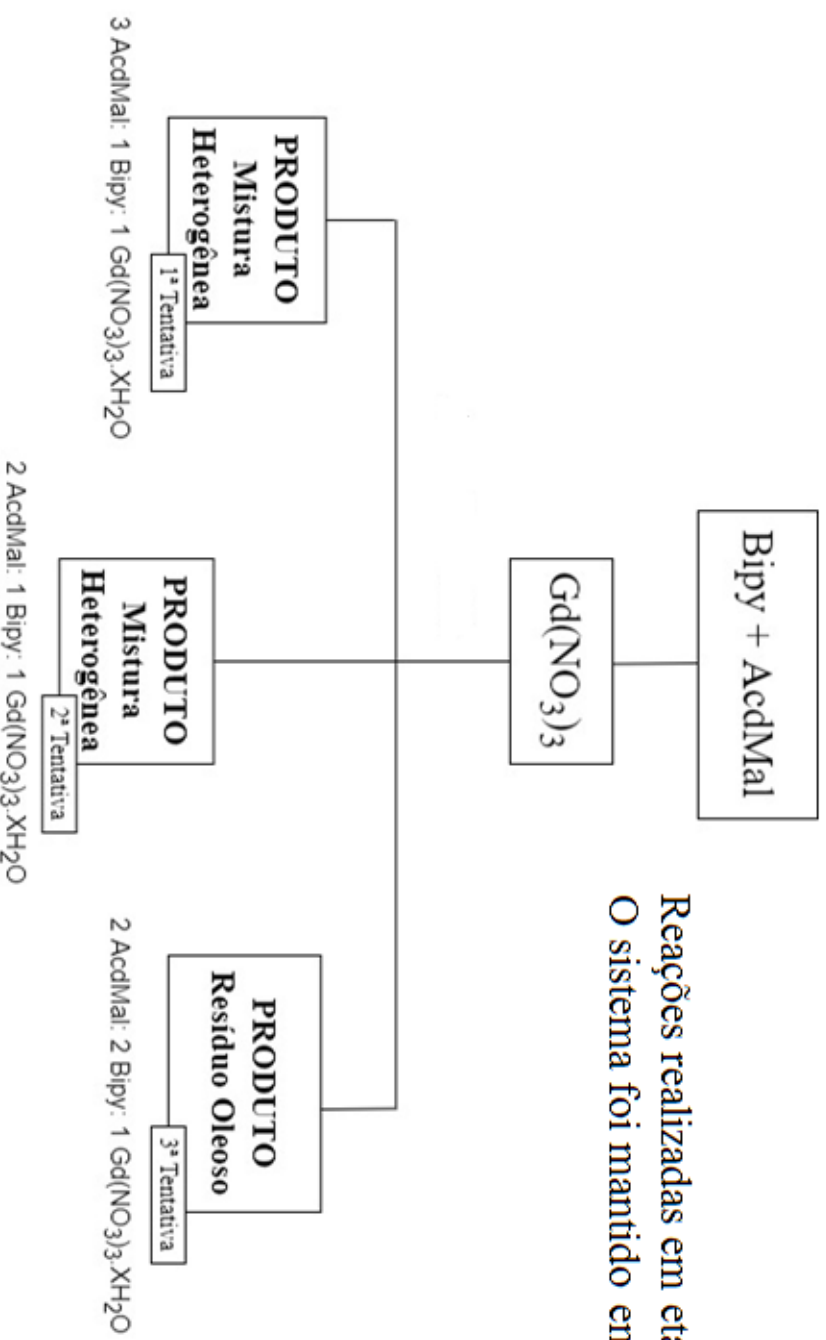 Bipy + AcdMal
Reações realizadas em
O sistema foi mantido
Gd(NO3)3
PRODUTO
Mistura
Heterogênea
1ª Tentativa
3 AcdMal: 1 Bipy: 1 Gd(NO3)3.XH2O
PRODUTO
Mistura
Heterogênea
2ª Tentativa
2 AcdMal: 1 Bipy: 1 Gd(NO3)3.XH2O
PRODUTO
Resíduo Oleoso
3ª Tentativa
2 AcdMal: 2 Bipy: 1 Gd(NO3)3.XH2O